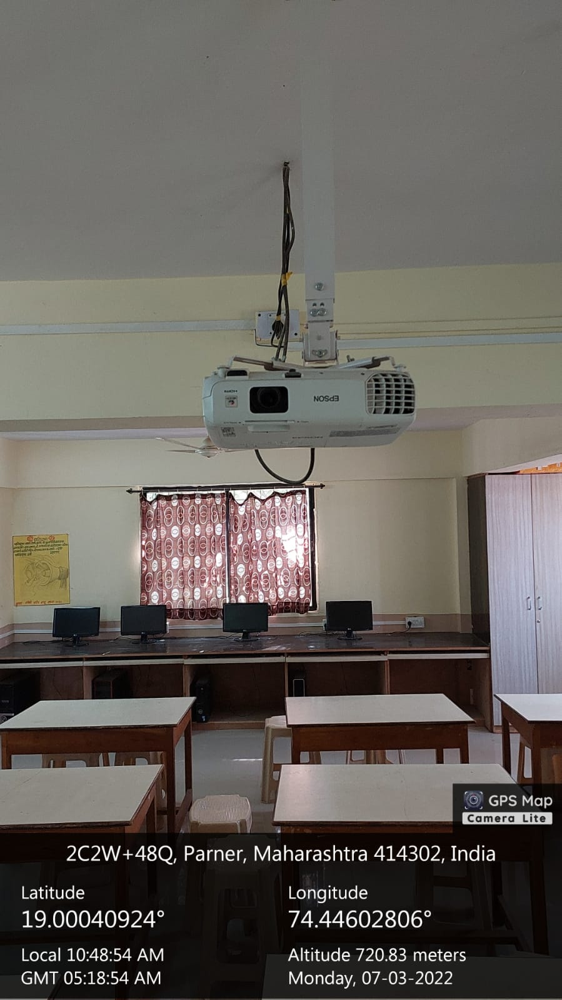 HDMI
EPSON
GPS Map
Camera Lite
2C2W+48Q, Parner, Maharashtra 414302, India
Latitude
19.00040924°
Longitude
74.44602806°
Local 10:48:54 AM
GMT 05:18:54 AM
Altitude 720.83 meters
Monday, 07-03-2022